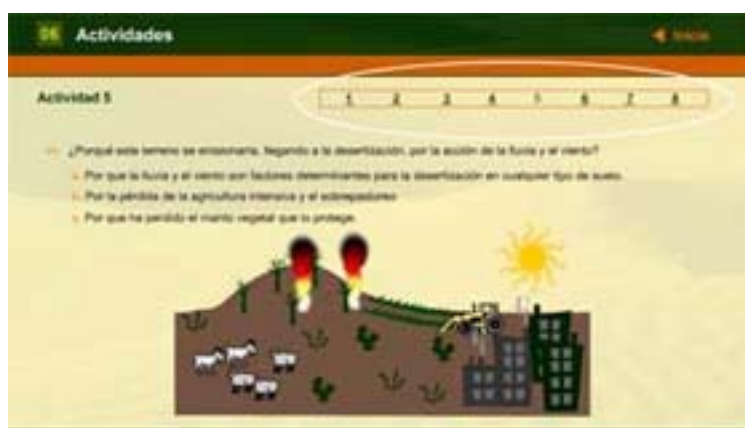 06 Actividades
Inicio
Actividad 5
1 2 3 4 5 6 7 8
¿Porqué este terreno se erosionaría, llegando a la desertización, por la acción de la lluvia y el viento?
Por que la lluvia y el viento son factores determinantes para la desertización en cualquier tipo de suelo.
Por la pérdida de la agricultura intensiva y el sobrepastoreo
Por que ha perdido el manto vegetal que lo protege.